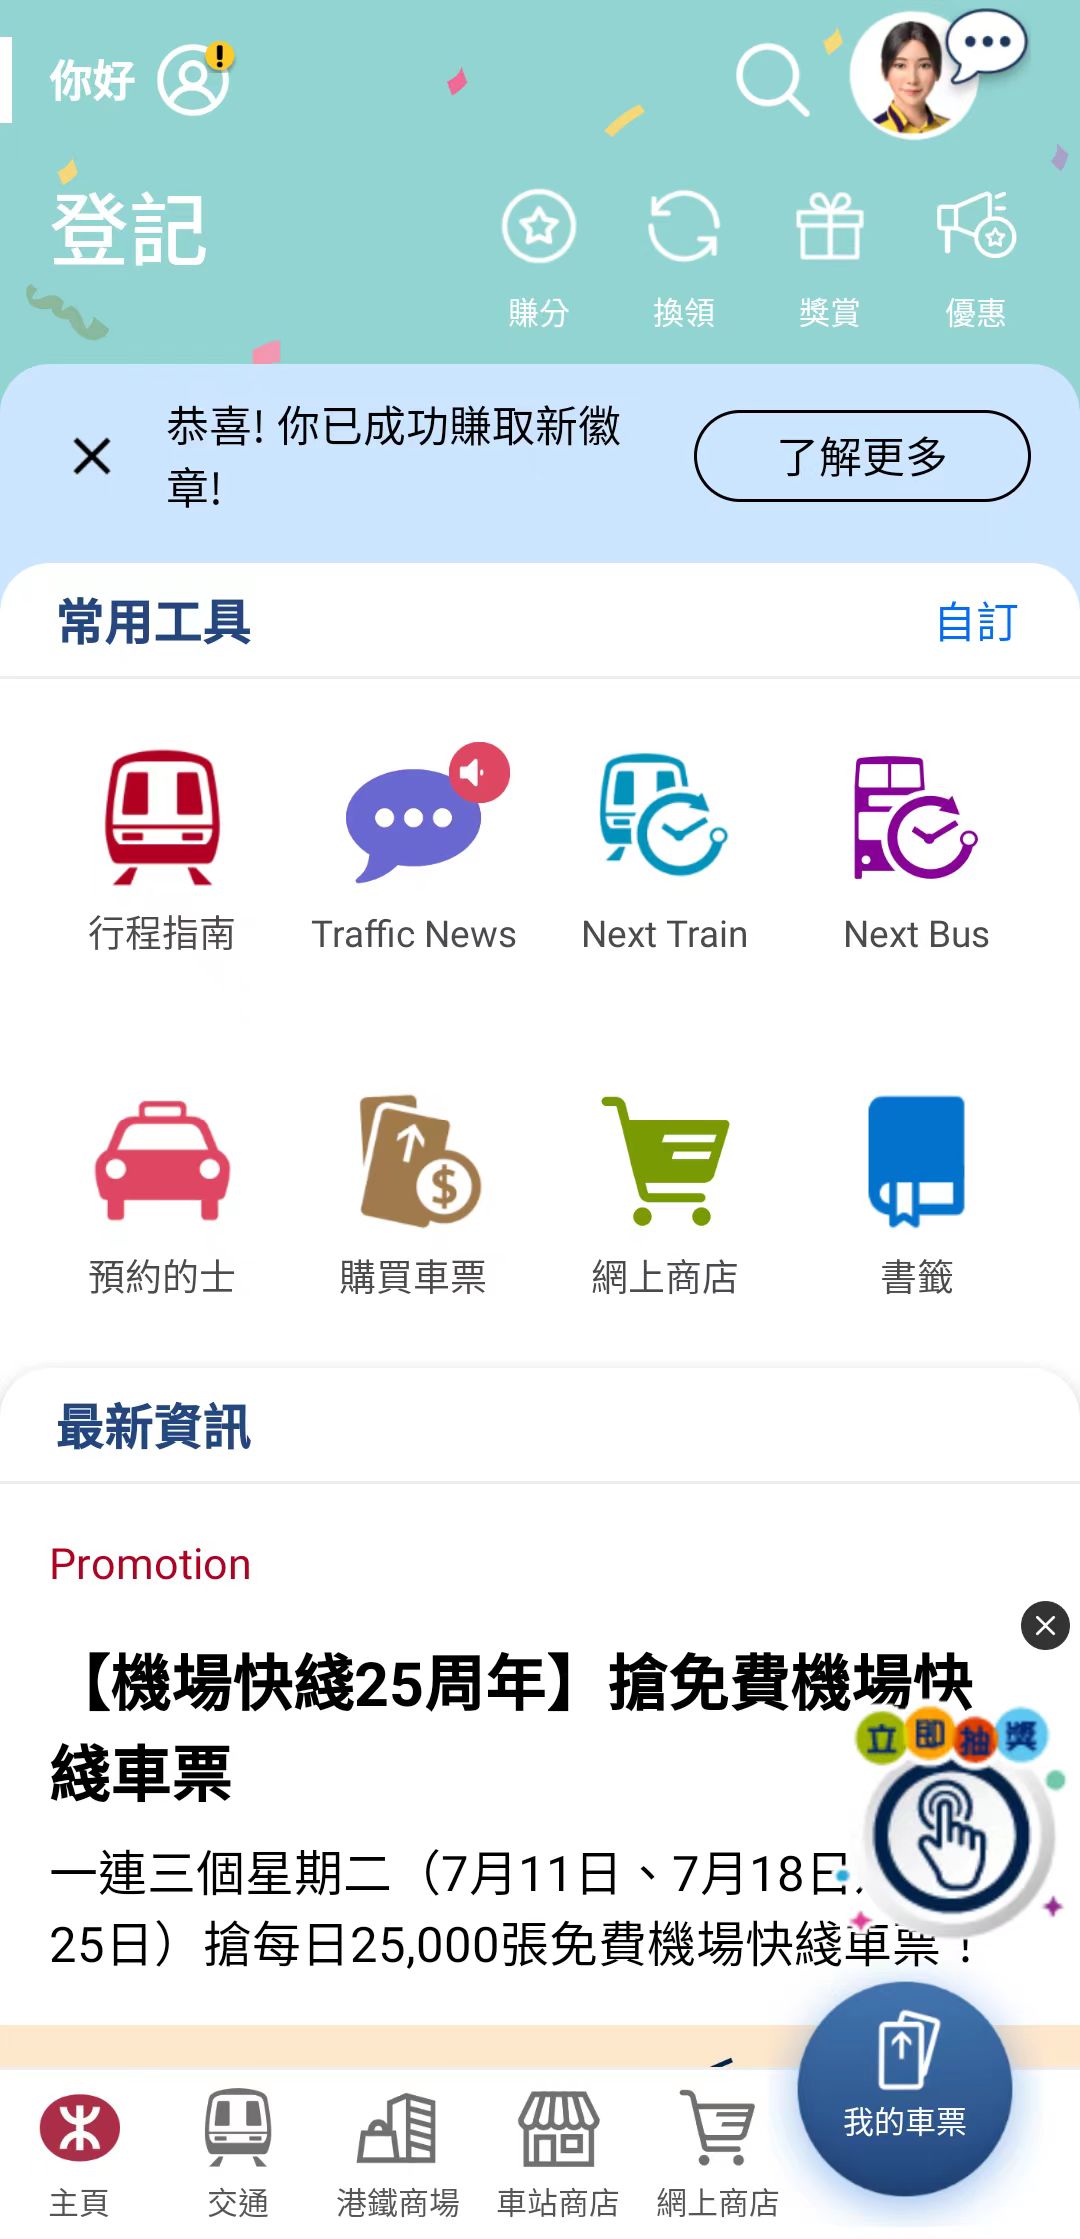 你好
登記
賺分
換領
獎賞
優惠
恭喜! 你已成功賺取新徽
章!
了解更多
常用工具
自訂
行程指南
Traffic News
Next Train
Next Bus
預約的士
購買車票
網上商店
書籤
最新資訊
Promotion
【機場快綫25周年】搶免費機場快
綫車票
立即抽獎
一連三個星期二（7月11日、7月18日
25日）搶每日25,000張免費機場快綫車票！
我的車票
主頁
交通
港鐵商場
車站商店
網上商店